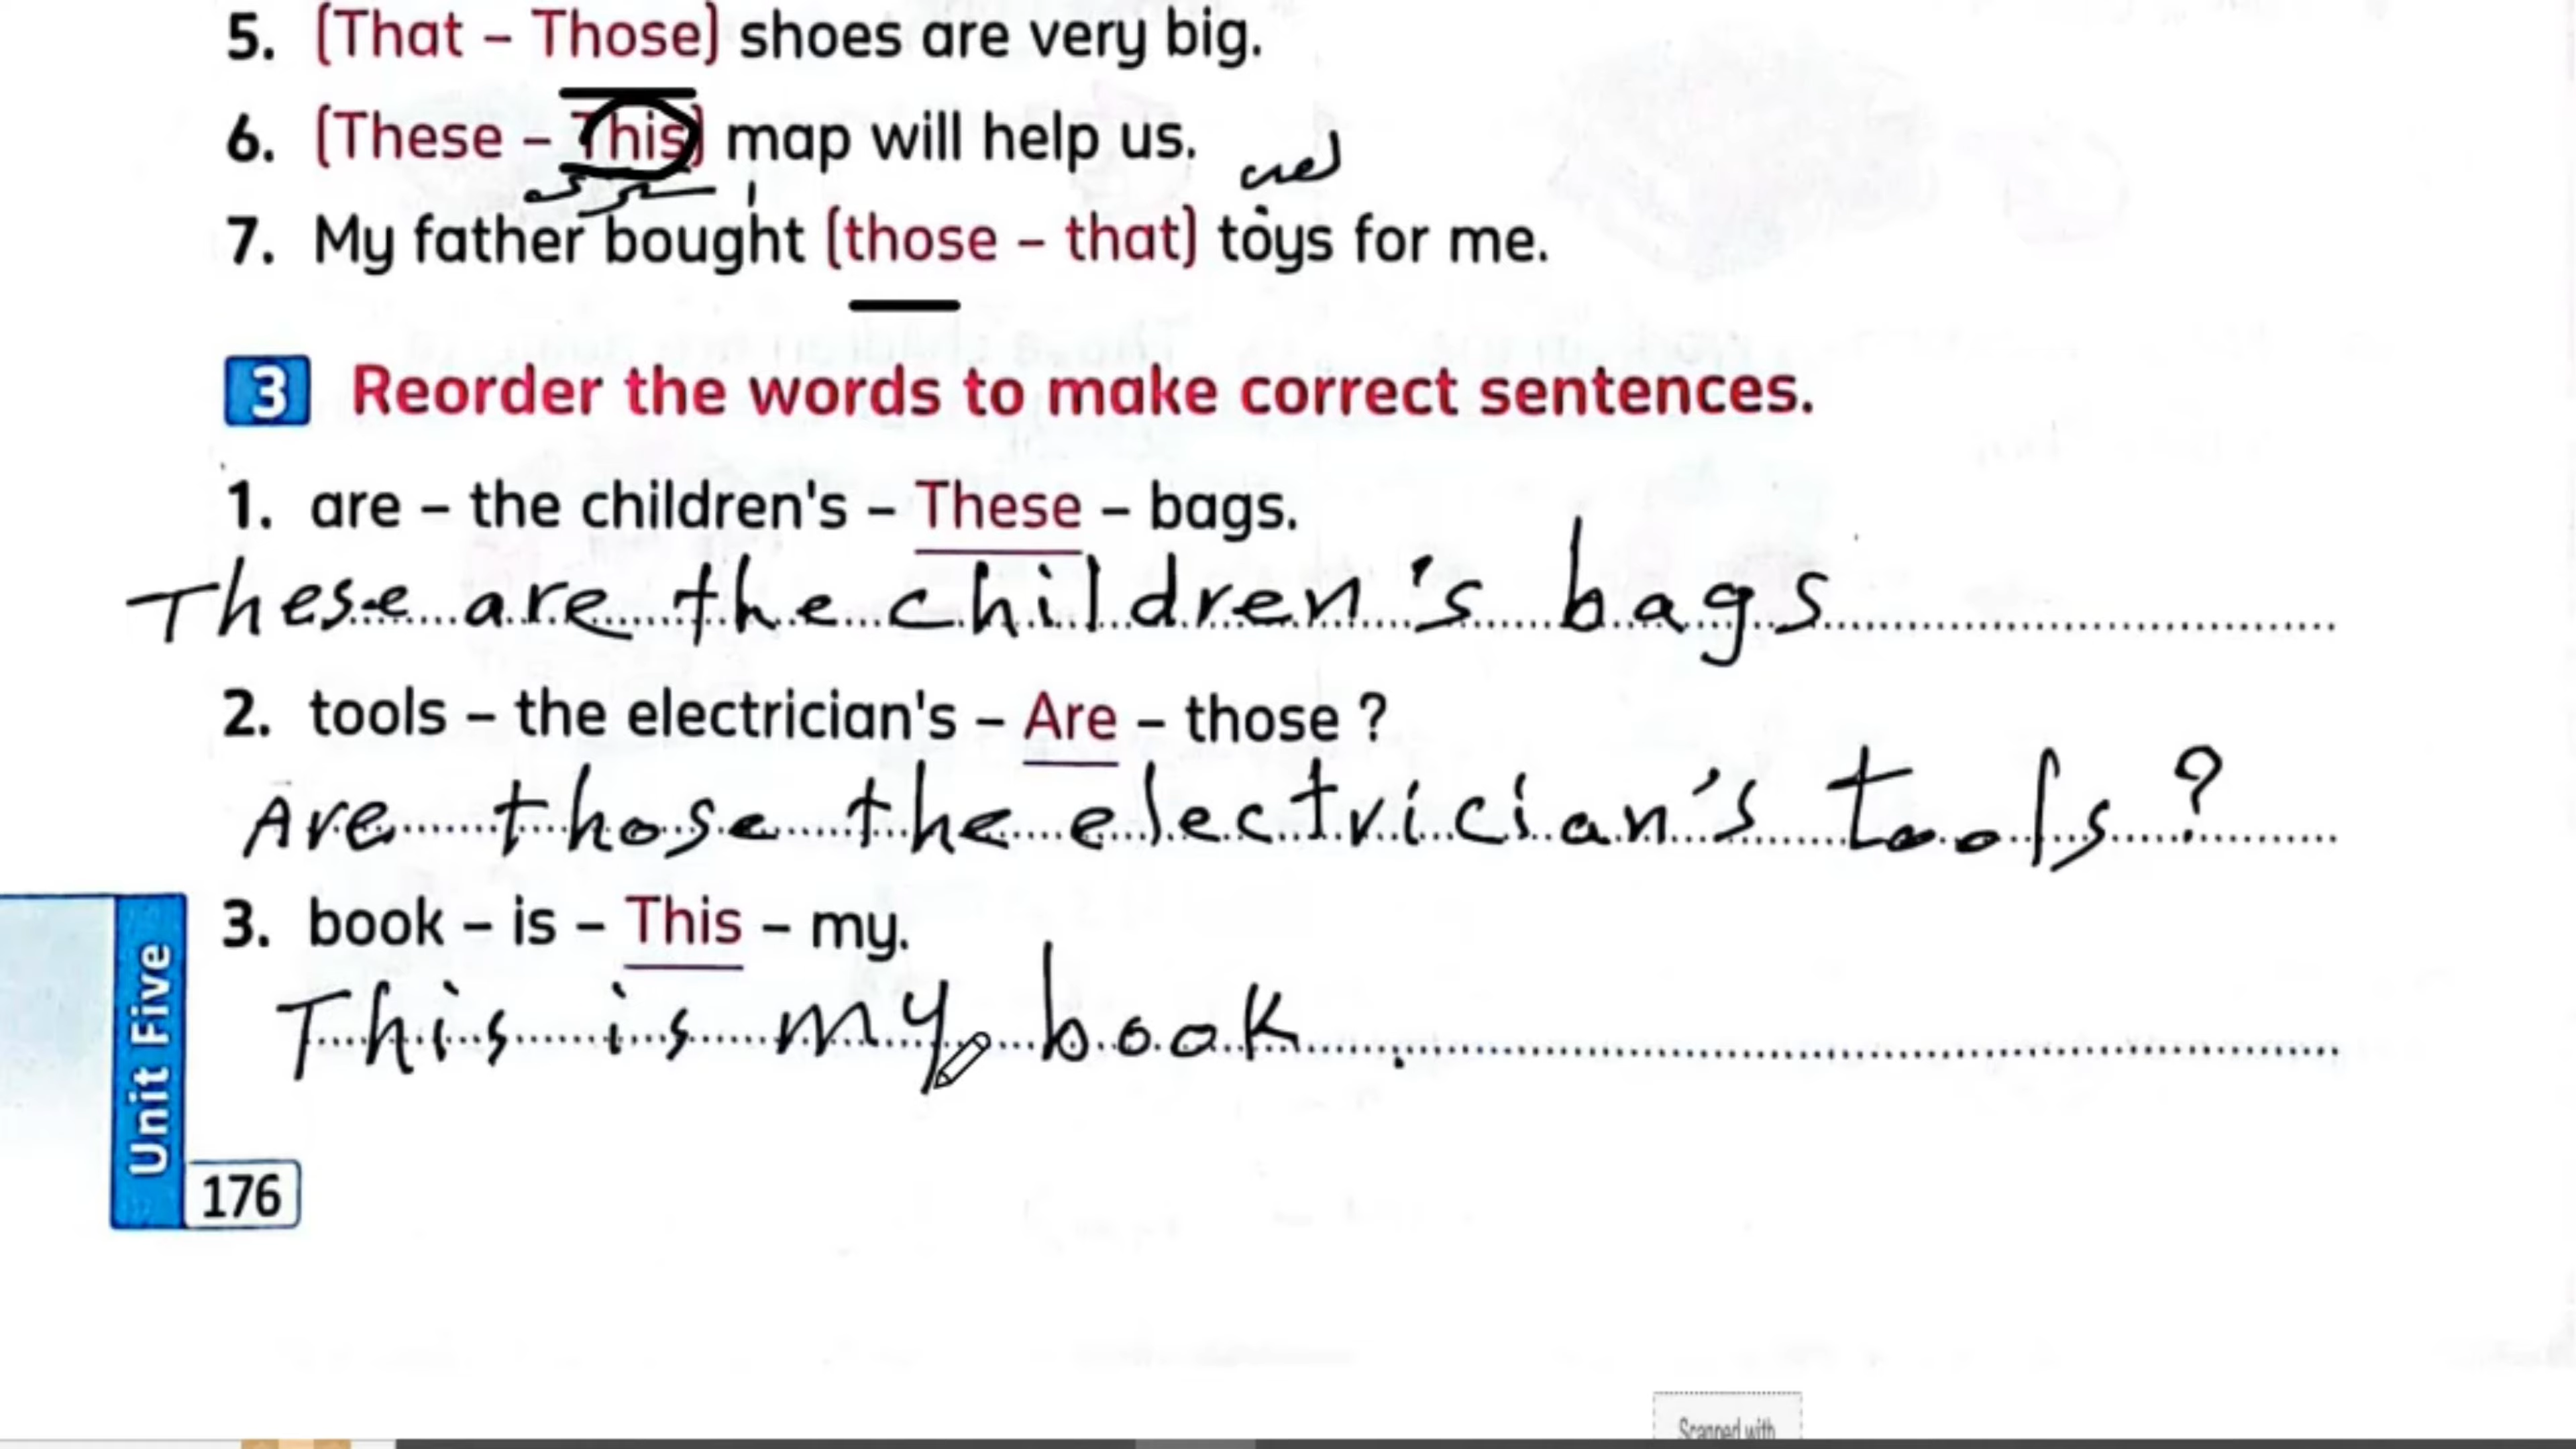 5. (That – Those) shoes are very big.
6. (These – This) map will help us.
7. My father bought (those – that) toys for me.
3 Reorder the words to make correct sentences.
1. are – the children's – These – bags.
These are the children's bags
2. tools – the electrician's – Are – those ?
Are those the electrician's tools ?
3. book – is – This – my.
This is my book .
Unit Five
176
Scanned with